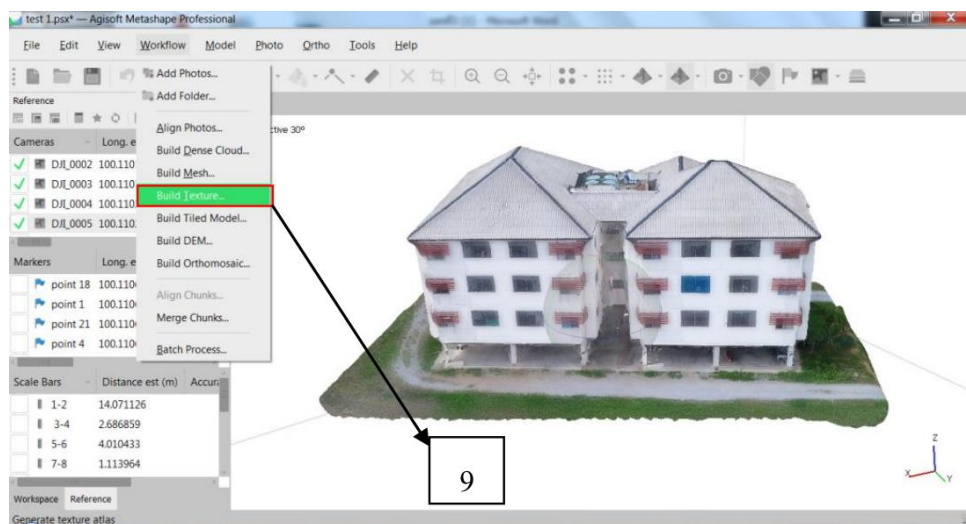 test 1.psx* — Agisoft Metashape Professional
File Edit View Workflow Model Photo Ortho Tools Help
Add Photos...
Add Folder...
Align Photos...
Build Dense Cloud...
Build Mesh...
Build Texture...
Build Tiled Model...
Build DEM...
Build Orthomosaic...
Align Chunks...
Merge Chunks...
Batch Process...
Reference
ctive 30°
Cameras Long. e
DJI_0002 100.110
DJI_0003 100.110
DJI_0004 100.110
DJI_0005 100.110
Markers Long. e
point 18 100.110
point 1 100.110
point 21 100.110
point 4 100.110
Scale Bars Distance est (m) Accur
1-2 14.071126
3-4 2.686859
5-6 4.010433
7-8 1.113964
Workspace Reference
Generate texture atlas
9
Z
X
Y